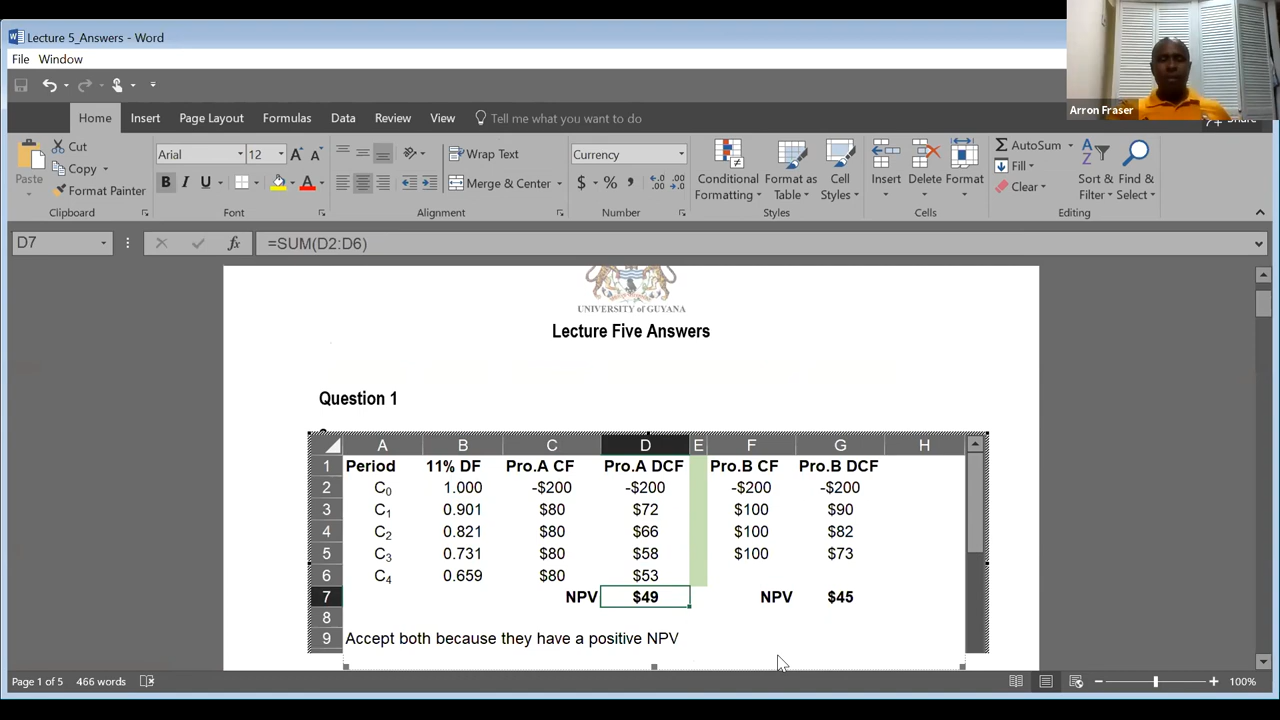 Lecture 5_Answers - Word
File Window
Arron Fraser
Home Insert Page Layout Formulas Data Review View Tell me what you want to do
Cut
Copy
Format Painter
Paste
Clipboard
Arial 12
B I U
Font
Wrap Text
Merge & Center
Alignment
Currency
$ % ,
Number
Conditional Formatting
Format as Table
Cell Styles
Styles
Insert Delete Format
Cells
AutoSum
Fill
Clear
Sort & Filter
Find & Select
Editing
D7 fx =SUM(D2:D6)
UNIVERSITY of GUYANA
Lecture Five Answers
Question 1
A B C D E F G H
1 Period 11% DF Pro.A CF Pro.A DCF Pro.B CF Pro.B DCF
2 C0 1.000 -$200 -$200 -$200 -$200
3 C1 0.901 $80 $72 $100 $90
4 C2 0.821 $80 $66 $100 $82
5 C3 0.731 $80 $58 $100 $73
6 C4 0.659 $80 $53
7 NPV $49 NPV $45
8
9 Accept both because they have a positive NPV
Page 1 of 5 466 words 100%